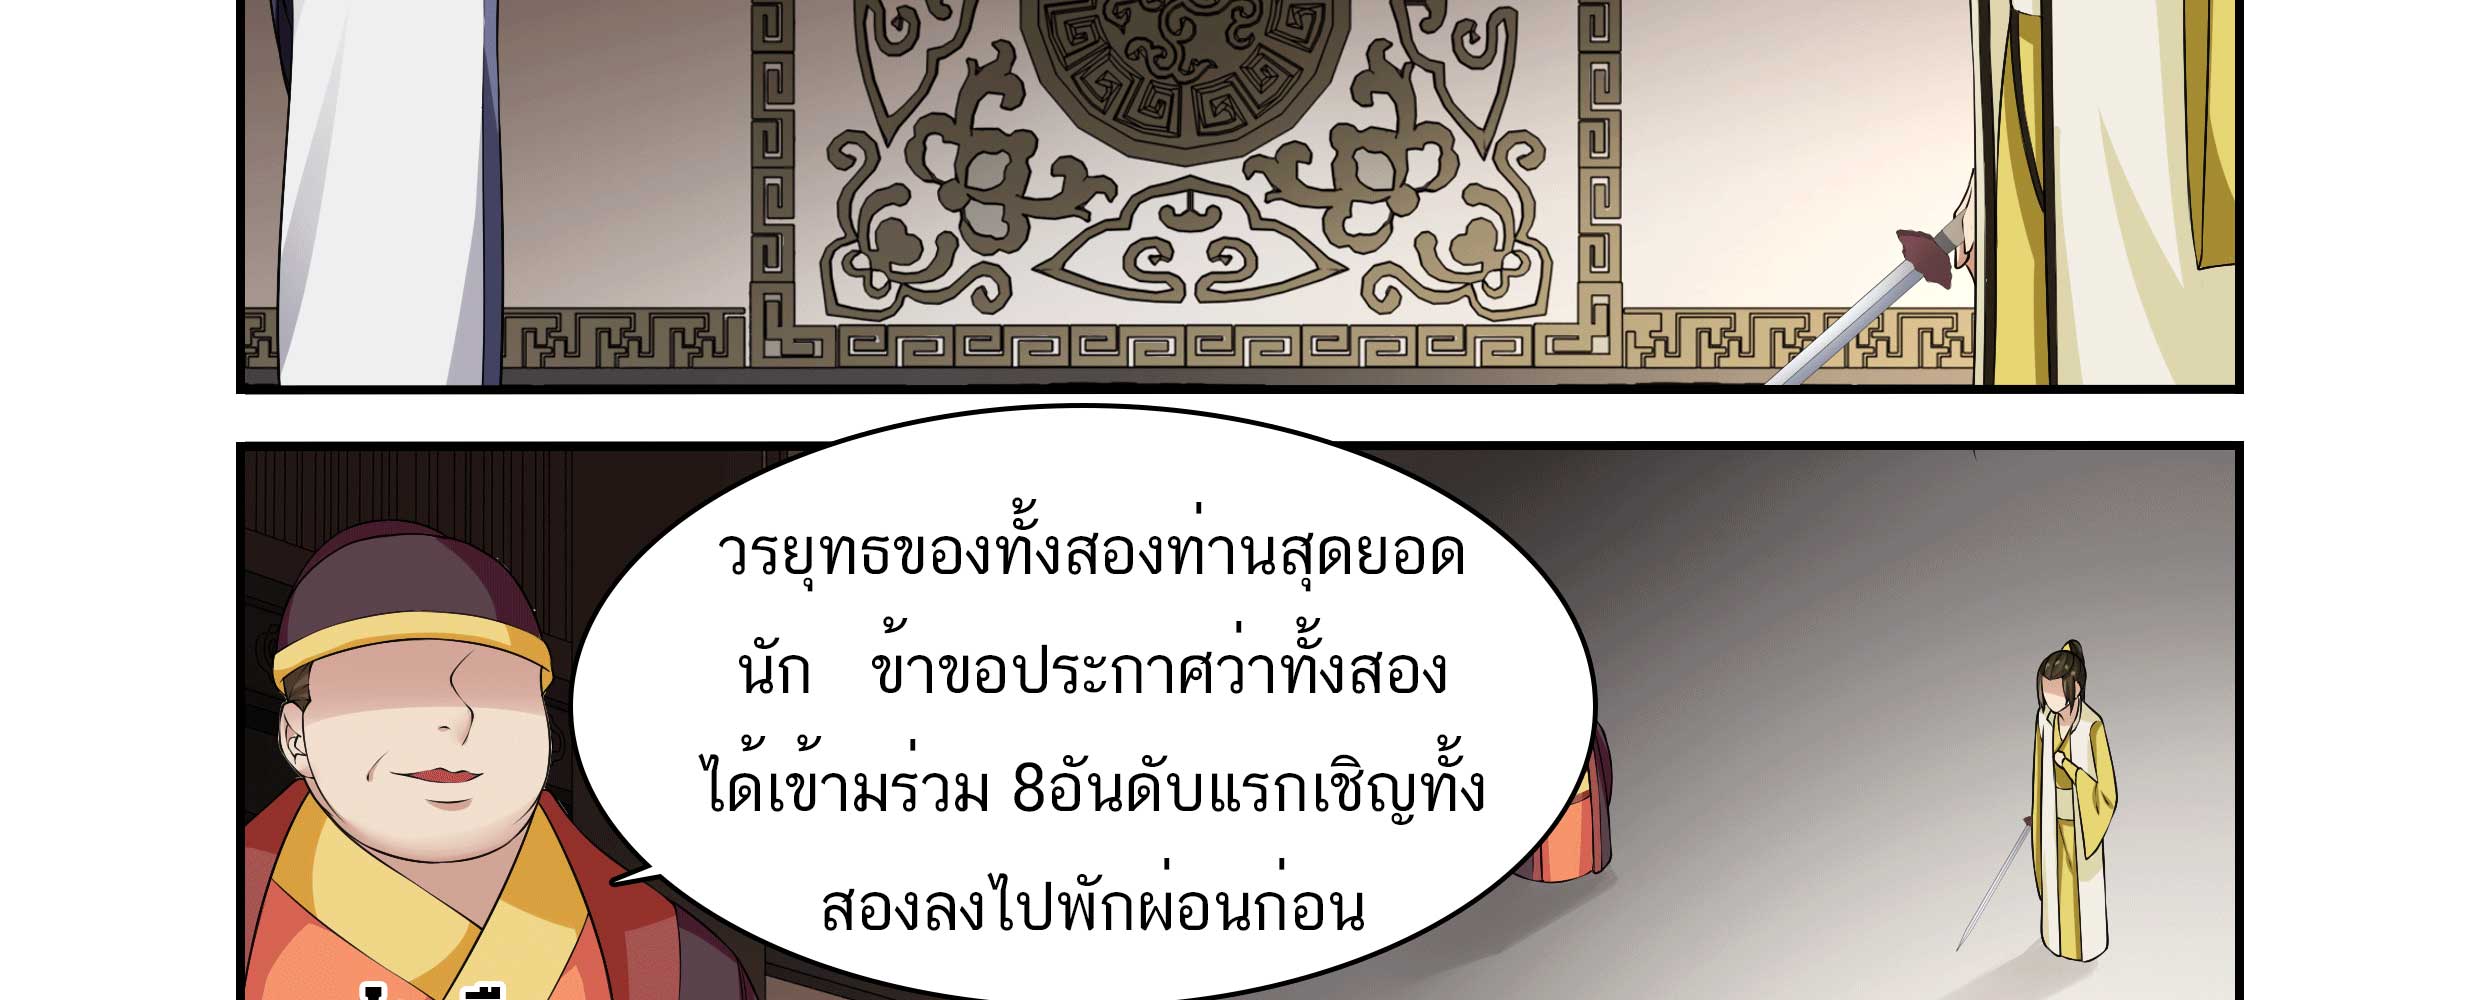 วรยุทธของทั้งสองท่านสุดยอด
นัก ข้าขอประกาศว่าทั้งสอง
ได้เข้ามร่วม 8อันดับแรกเชิญทั้ง
สองลงไปพักผ่อนก่อน